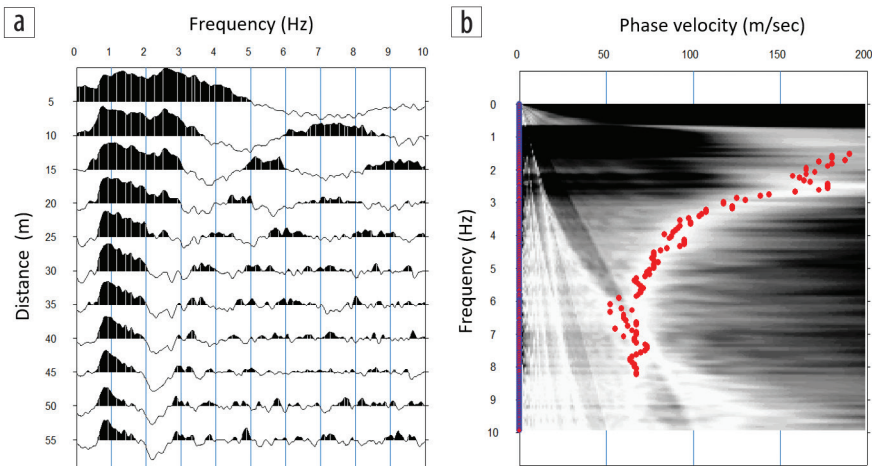 a
Frequency (Hz)
0 1 2 3 4 5 6 7 8 9 10
Distance (m)
5
10
15
20
25
30
35
40
45
50
55
b
Phase velocity (m/sec)
0 50 100 150 200
Frequency (Hz)
0
1
2
3
4
5
6
7
8
9
10